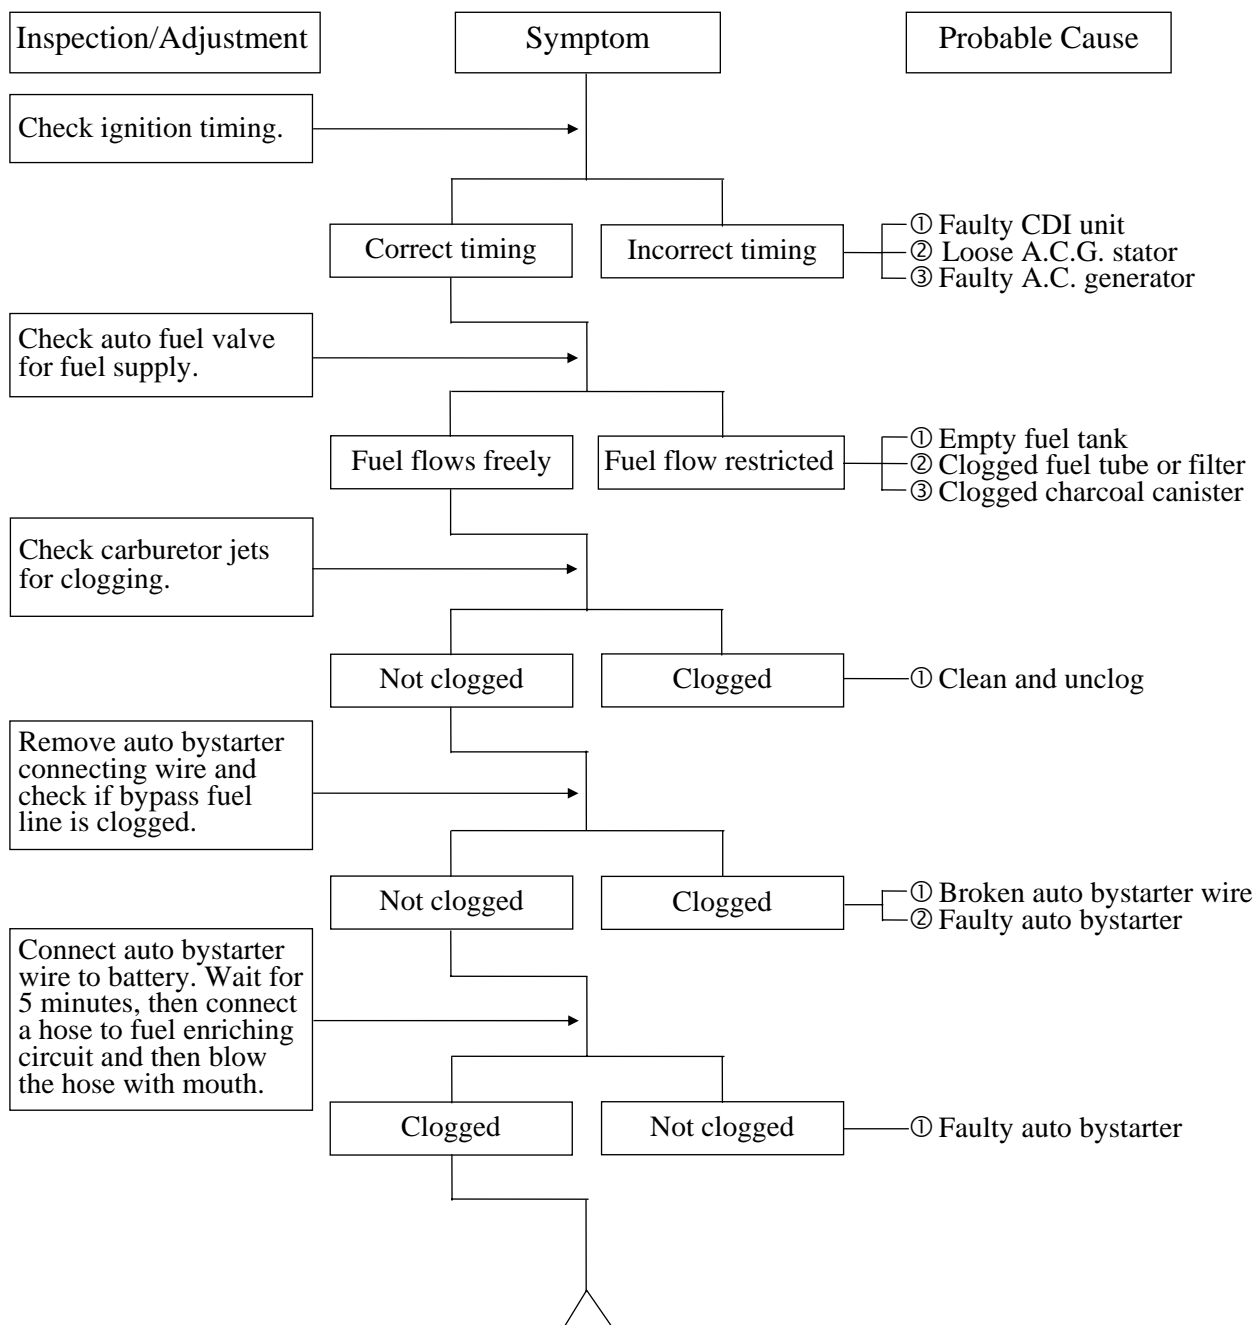 Inspection/Adjustment
Symptom
Probable Cause
Check ignition timing.
Correct timing
Incorrect timing
① Faulty CDI unit
② Loose A.C.G. stator
③ Faulty A.C. generator
Check auto fuel valve
for fuel supply.
Fuel flows freely
Fuel flow restricted
① Empty fuel tank
② Clogged fuel tube or filter
③ Clogged charcoal canister
Check carburetor jets
for clogging.
Not clogged
Clogged
① Clean and unclog
Remove auto bystarter
connecting wire and
check if bypass fuel
line is clogged.
Not clogged
Clogged
① Broken auto bystarter wire
② Faulty auto bystarter
Connect auto bystarter
wire to battery. Wait for
5 minutes, then connect
a hose to fuel enriching
circuit and then blow
the hose with mouth.
Clogged
Not clogged
① Faulty auto bystarter